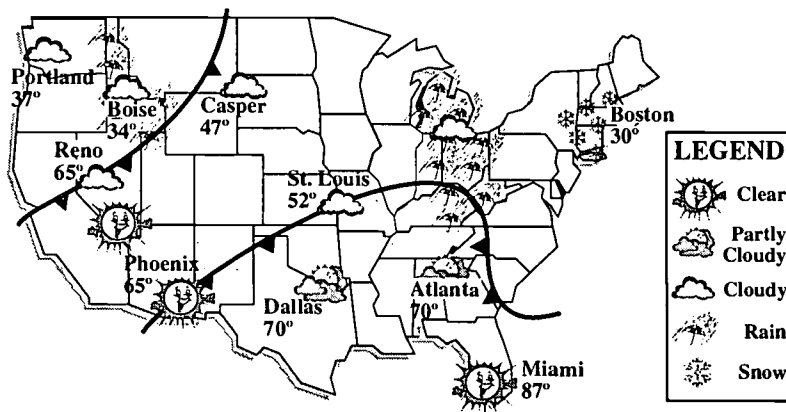 Portland
37°
Boise
34°
Casper
47°
Reno
65°
St. Louis
52°
Boston
30°
Phoenix
65°
Dallas
70°
Atlanta
70°
Miami
87°
LEGEND
Clear
Partly
Cloudy
Cloudy
Rain
Snow